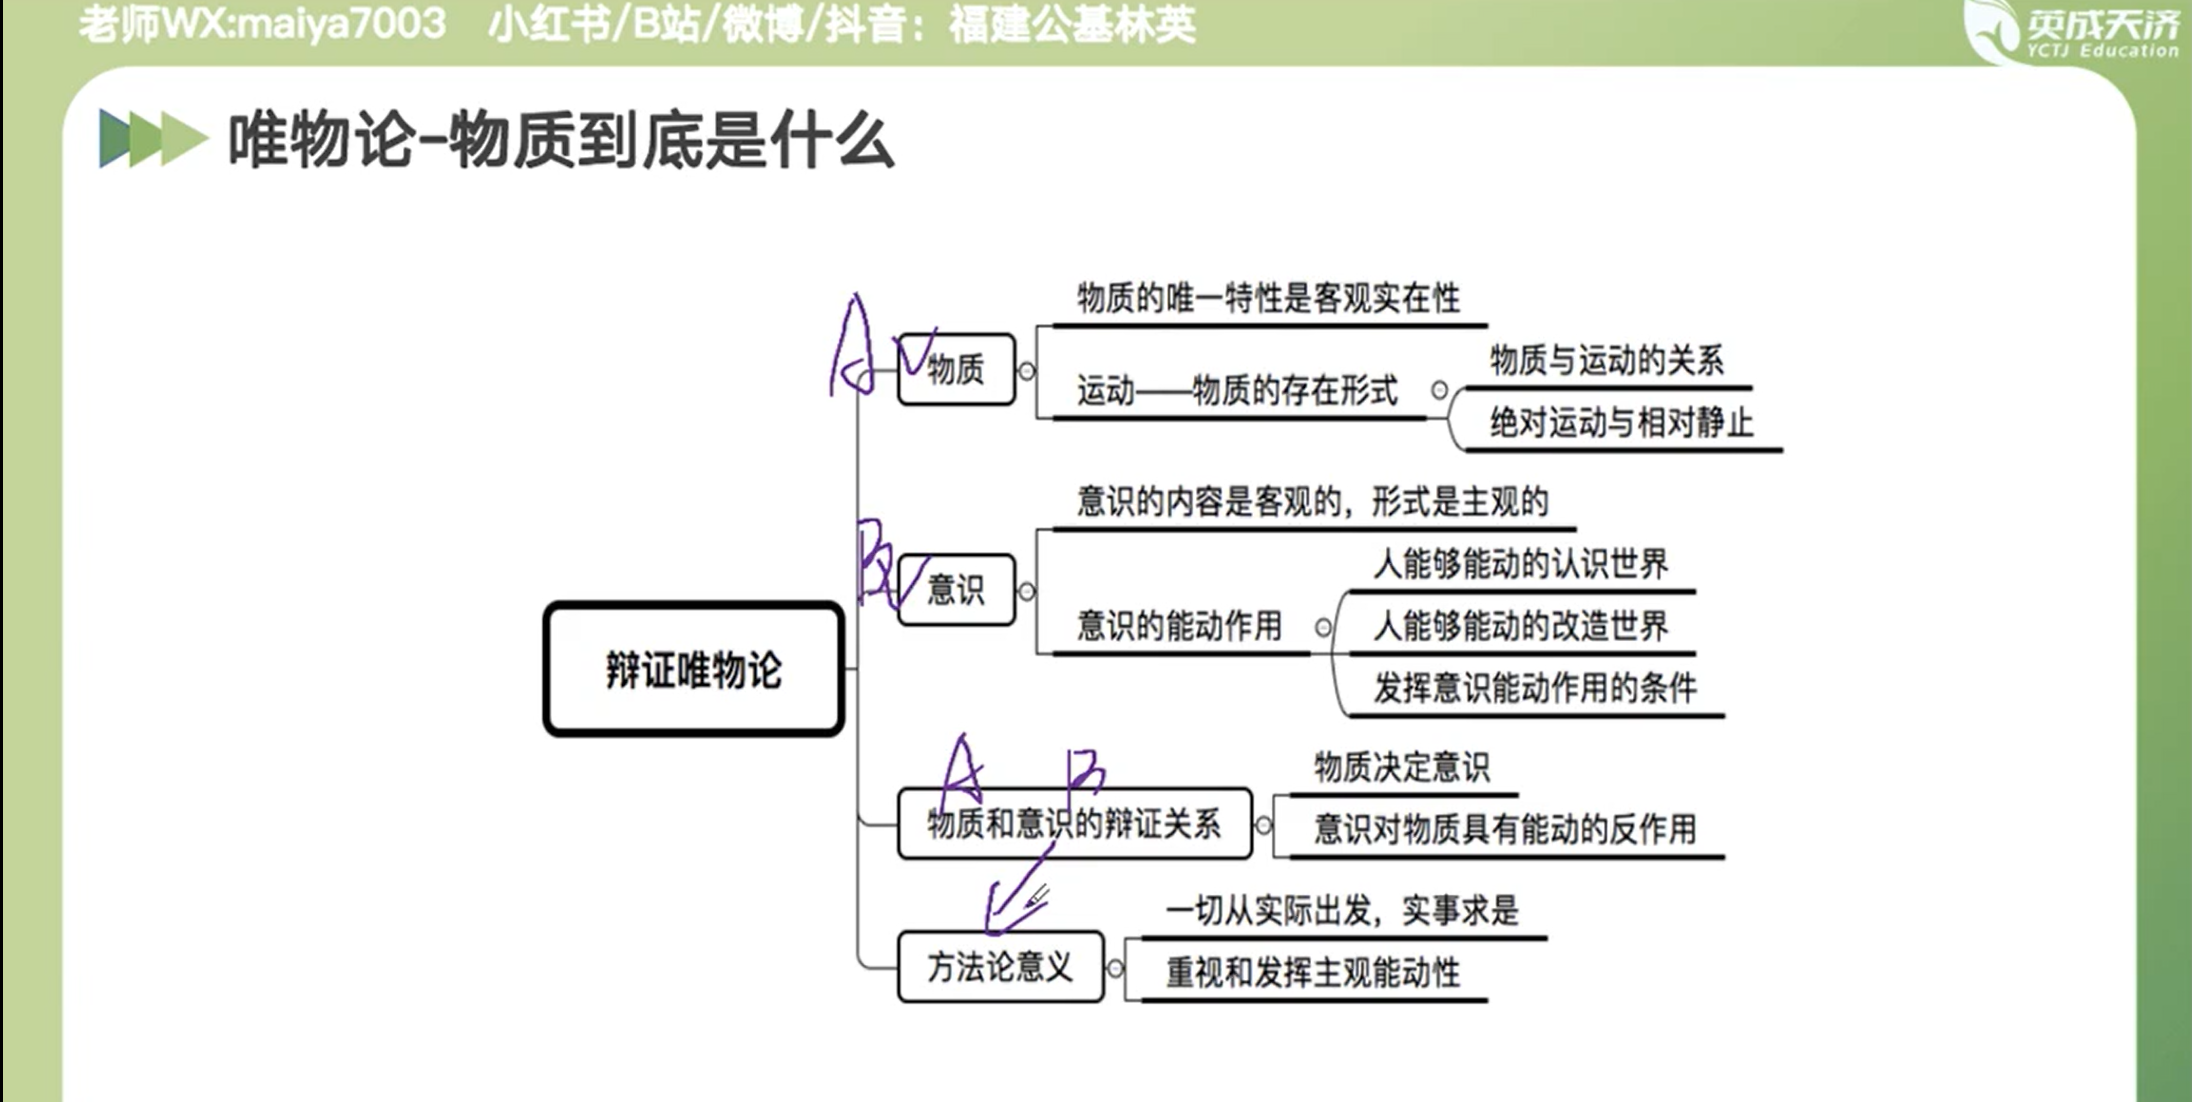 老师WX:maiya7003 小红书/B站/微博/抖音：福建公基林英
英成天济
YCTJ Education
唯物论-物质到底是什么
物质的唯一特性是客观实在性
A
物质
物质与运动的关系
运动——物质的存在形式
绝对运动与相对静止
意识的内容是客观的，形式是主观的
B
意识
人能够能动的认识世界
意识的能动作用
人能够能动的改造世界
发挥意识能动作用的条件
辩证唯物论
A B
物质决定意识
物质和意识的辩证关系
意识对物质具有能动的反作用
一切从实际出发，实事求是
方法论意义
重视和发挥主观能动性